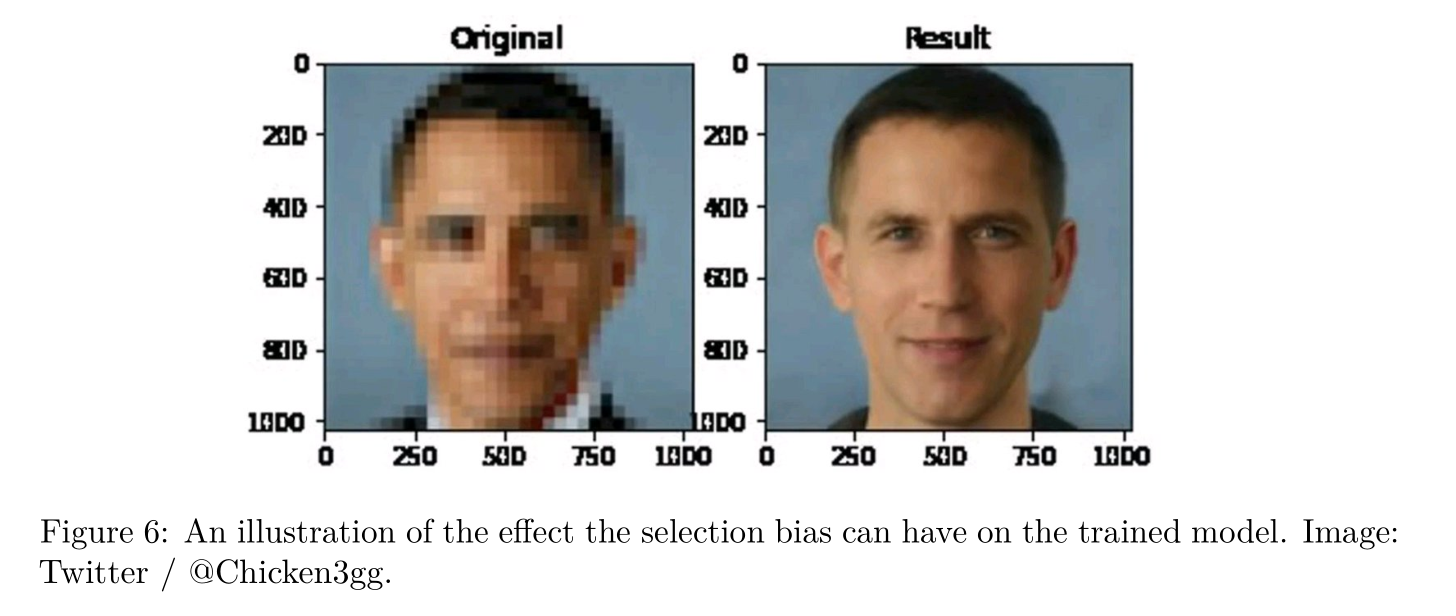 Original Result
0 0
200 200
400 400
600 600
800 800
1000 1000
0 250 500 750 1000 0 250 500 750 1000
Figure 6: An illustration of the effect the selection bias can have on the trained model. Image:
Twitter / @Chicken3gg.